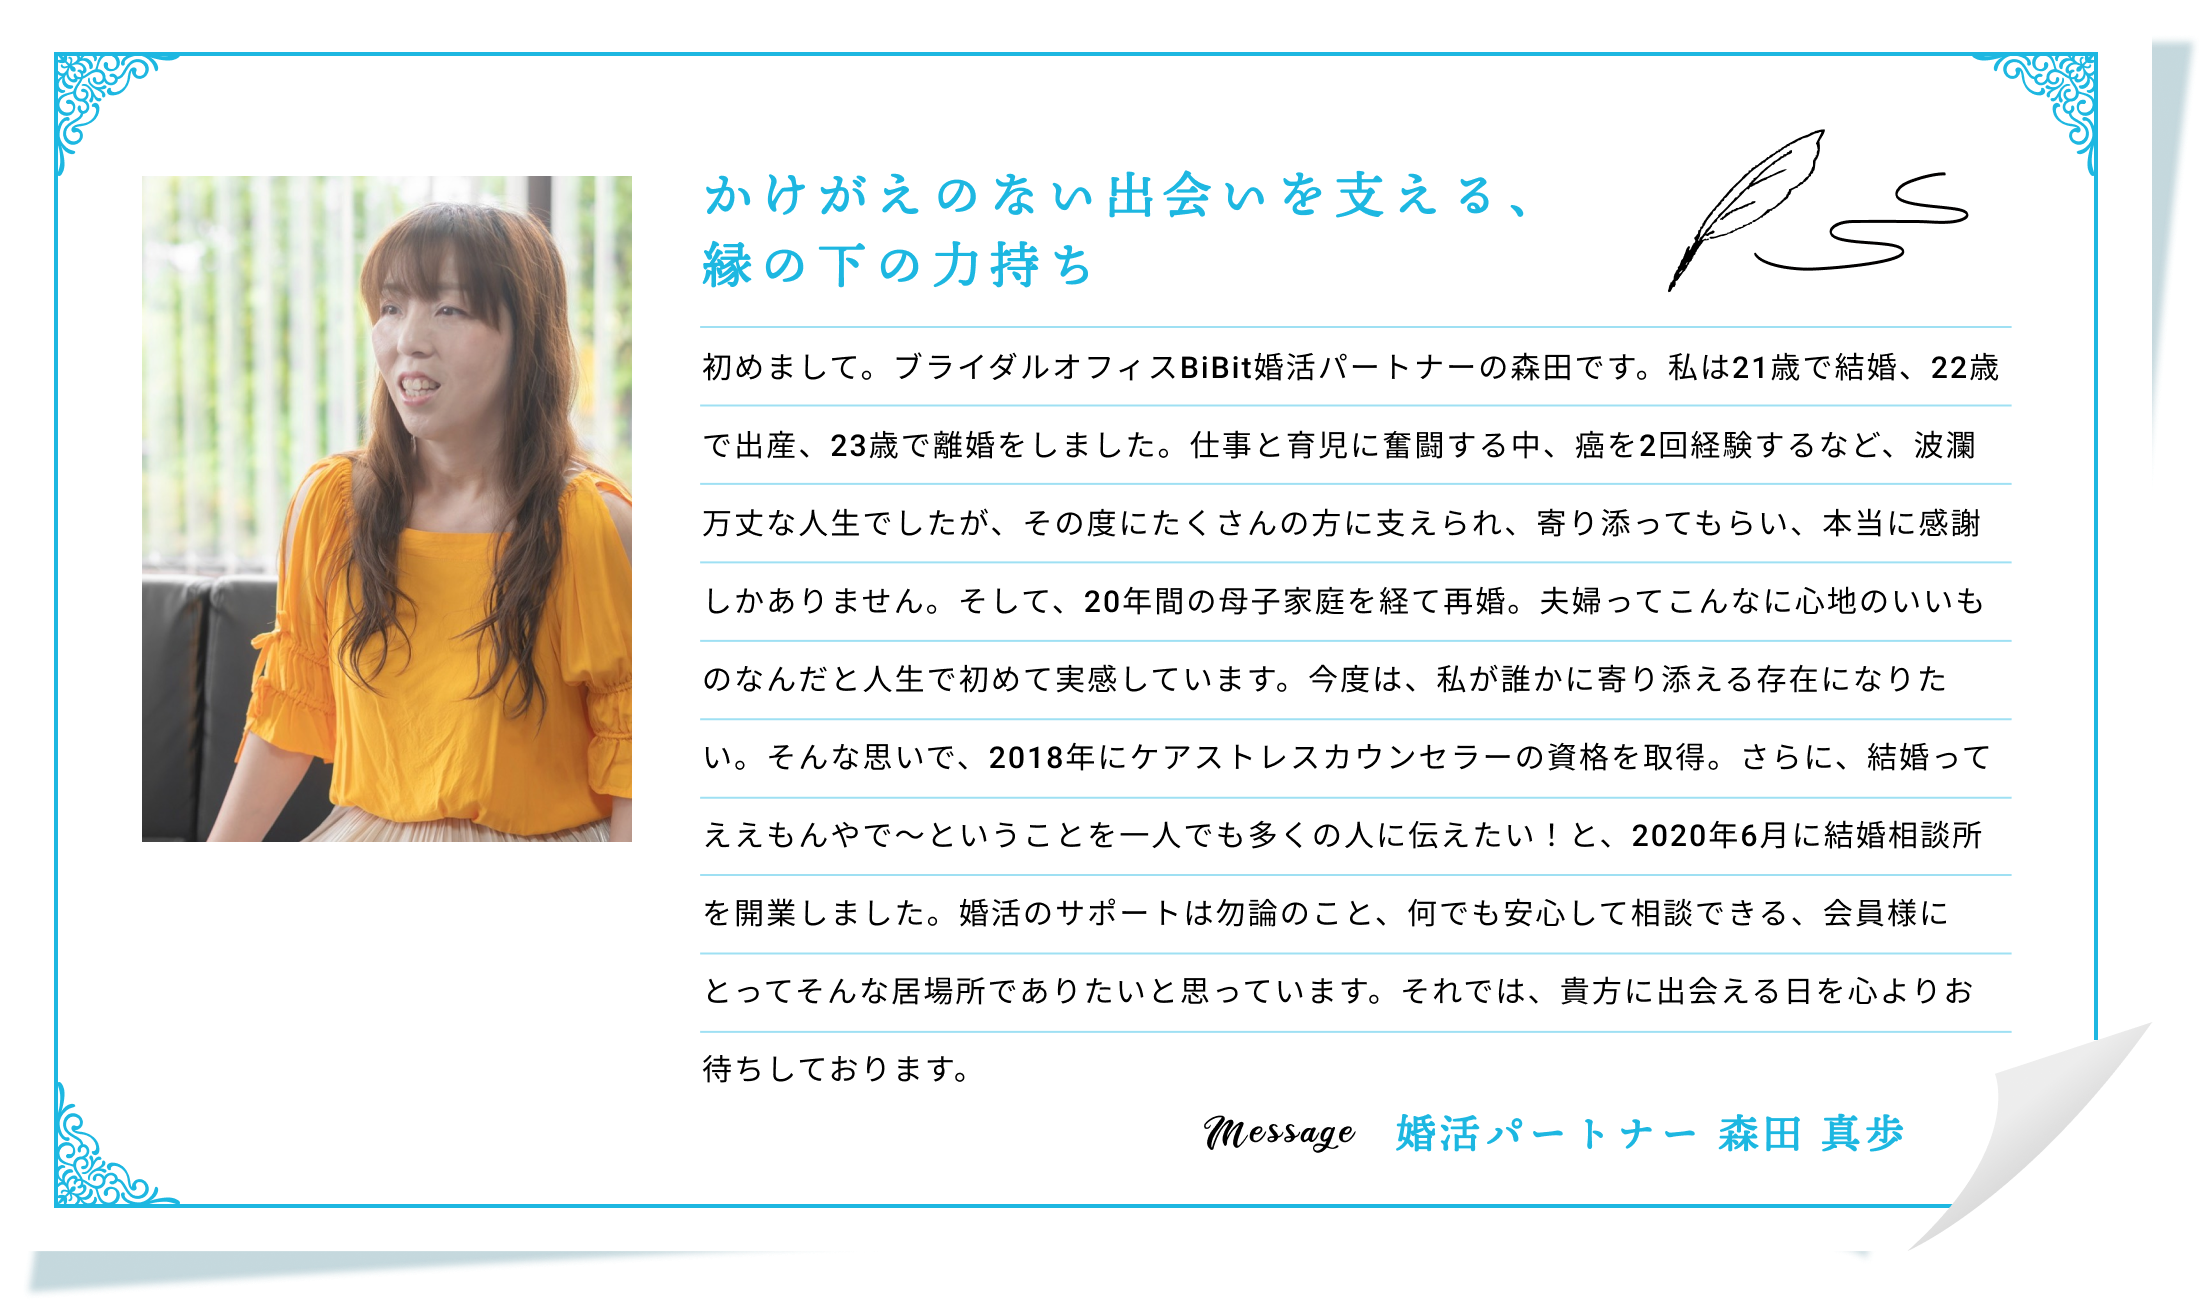 かけがえのない出会いを支える、
縁の下の力持ち
初めまして。ブライダルオフィスBiBit婚活パートナーの森田です。私は21歳で結婚、22歳
で出産、23歳で離婚をしました。仕事と育児に奮闘する中、癌を2回経験するなど、波瀾
万丈な人生でしたが、その度にたくさんの方に支えられ、寄り添ってもらい、本当に感謝
しかありません。そして、20年間の母子家庭を経て再婚。夫婦ってこんなに心地のいいも
のなんだと人生で初めて実感しています。今度は、私が誰かに寄り添える存在になりた
い。そんな思いで、2018年にケアストレスカウンセラーの資格を取得。さらに、結婚って
ええもんやで〜ということを一人でも多くの人に伝えたい！と、2020年6月に結婚相談所
を開業しました。婚活のサポートは勿論のこと、何でも安心して相談できる、会員様に
とってそんな居場所でありたいと思っています。それでは、貴方に出会える日を心よりお
待ちしております。
Message 婚活パートナー 森田 真歩